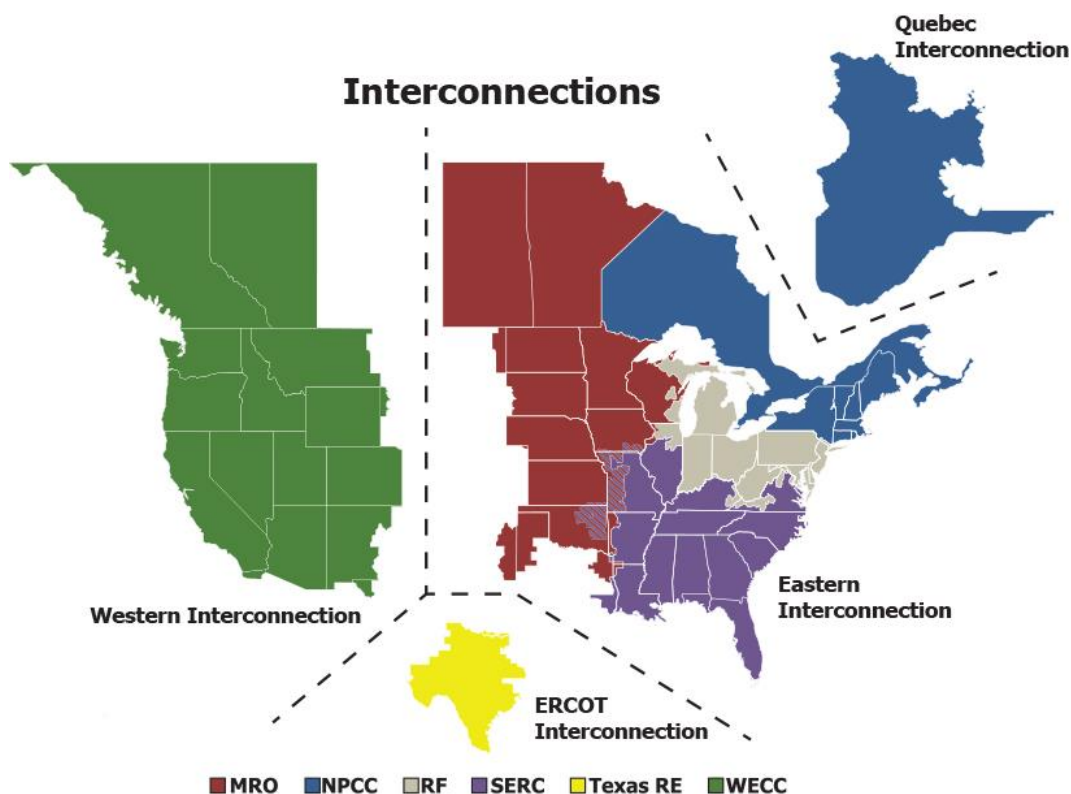 Quebec
Interconnection
Interconnections
Western Interconnection
Eastern
Interconnection
ERCOT
Interconnection
MRO NPCC RF SERC Texas RE WECC